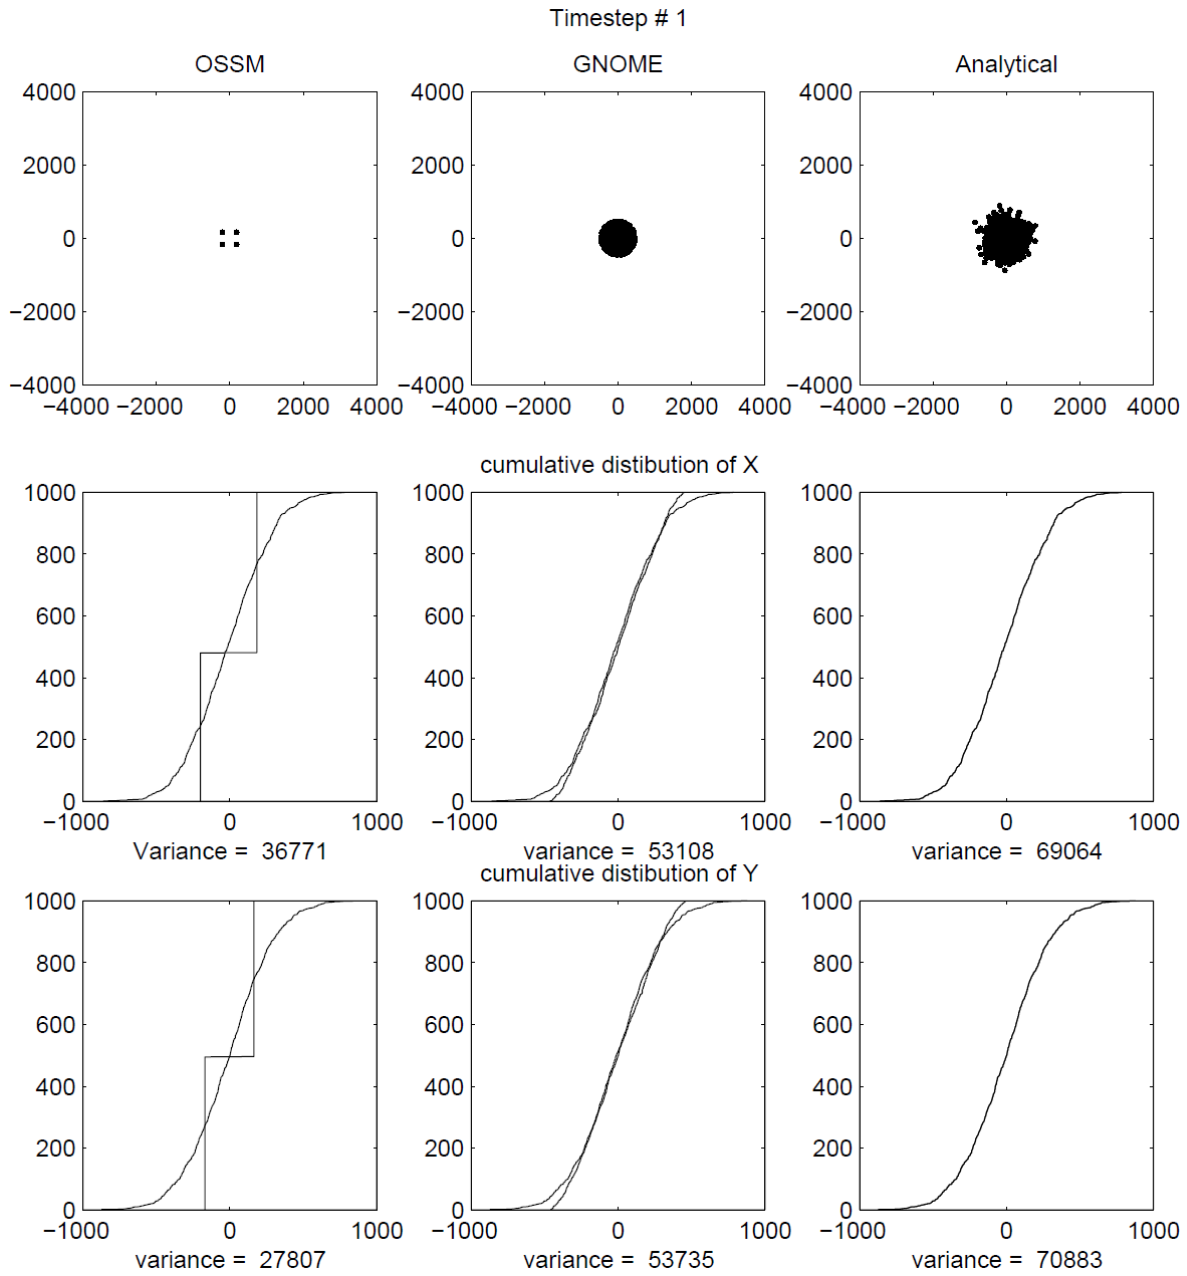 Timestep # 1
OSSM GNOME Analytical
4000 4000 4000
2000 2000 2000
0 0 0
−2000 −2000 −2000
−4000 −4000 −4000
−4000 −2000 0 2000 4000 −4000 −2000 0 2000 4000 −4000 −2000 0 2000 4000
cumulative distibution of X
1000 1000 1000
800 800 800
600 600 600
400 400 400
200 200 200
0 0 0
−1000 0 1000 −1000 0 1000 −1000 0 1000
Variance = 36771 variance = 53108 variance = 69064
cumulative distibution of Y
1000 1000 1000
800 800 800
600 600 600
400 400 400
200 200 200
0 0 0
−1000 0 1000 −1000 0 1000 −1000 0 1000
variance = 27807 variance = 53735 variance = 70883